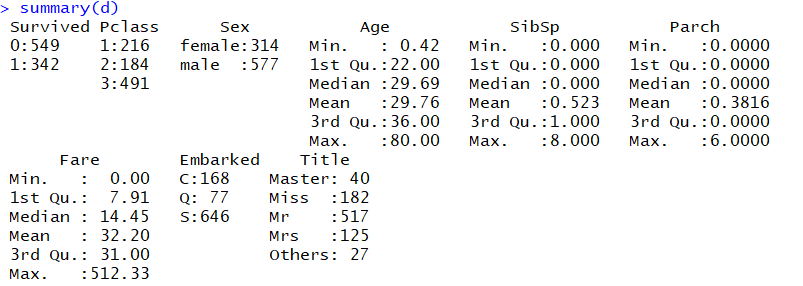 > summary(d)
Survived Pclass      Sex           Age            SibSp           Parch
0:549    1:216   female:314   Min.   : 0.42   Min.   :0.000   Min.   :0.0000
1:342    2:184   male  :577   1st Qu.:22.00   1st Qu.:0.000   1st Qu.:0.0000
3:491                Median :29.69   Median :0.000   Median :0.0000
Mean   :29.76   Mean   :0.523   Mean   :0.3816
3rd Qu.:36.00   3rd Qu.:1.000   3rd Qu.:0.0000
Max.   :80.00   Max.   :8.000   Max.   :6.0000
Fare        Embarked    Title
Min.   :  0.00   C:168    Master: 40
1st Qu.:  7.91   Q: 77    Miss  :182
Median : 14.45   S:646    Mr    :517
Mean   : 32.20            Mrs   :125
3rd Qu.: 31.00            Others: 27
Max.   :512.33